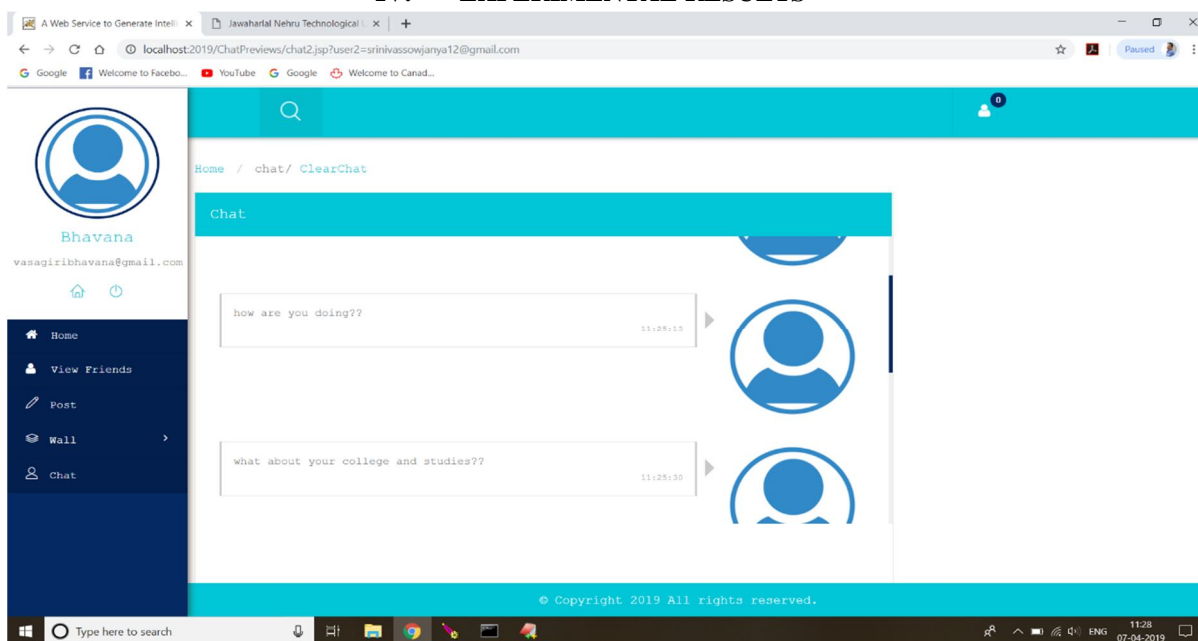 IV. EXPERIMENTAL RESULTS
A Web Service to Generate Intelli
Jawaharlal Nehru Technological U
localhost:2019/ChatPreviews/chat2.jsp?user2=srinivassowjanya12@gmail.com
Paused
Google Welcome to Facebo... YouTube Google Welcome to Canad...
0
Home / chat/ ClearChat
Chat
Bhavana
vasagiribhavana@gmail.com
how are you doing??
11:25:15
Home
View Friends
Post
Wall
what about your college and studies??
11:25:30
Chat
© Copyright 2019 All rights reserved.
Type here to search
ENG
11:28
07-04-2019